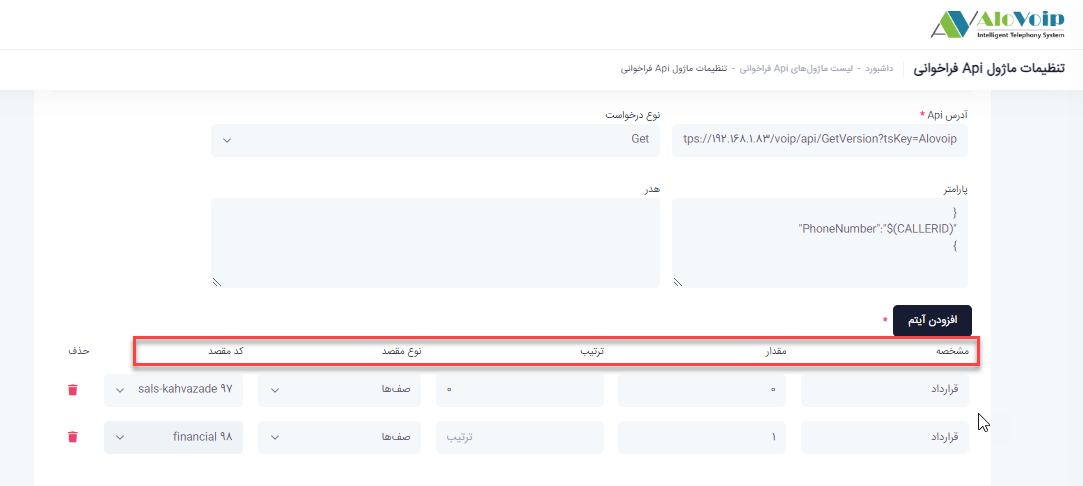 AloVoip
Intelligent Telephony System
تنظیمات ماژول Api فراخوانی
داشبورد - لیست ماژول‌های Api فراخوانی - تنظیمات ماژول Api فراخوانی
آدرس Api *
نوع درخواست
tps://۱۹۲.۱۶۸.۱.۸۳/voip/api/GetVersion?tsKey=Alovoip
Get
پارامتر
هدر
{
"PhoneNumber":"$(CALLERID)"
}
افزودن آیتم *
مشخصه مقدار ترتیب نوع مقصد کد مقصد حذف
قرارداد ۰ ۰ صف‌ها sals-kahvazade ۹۷
قرارداد ۱ ترتیب صف‌ها financial ۹۸